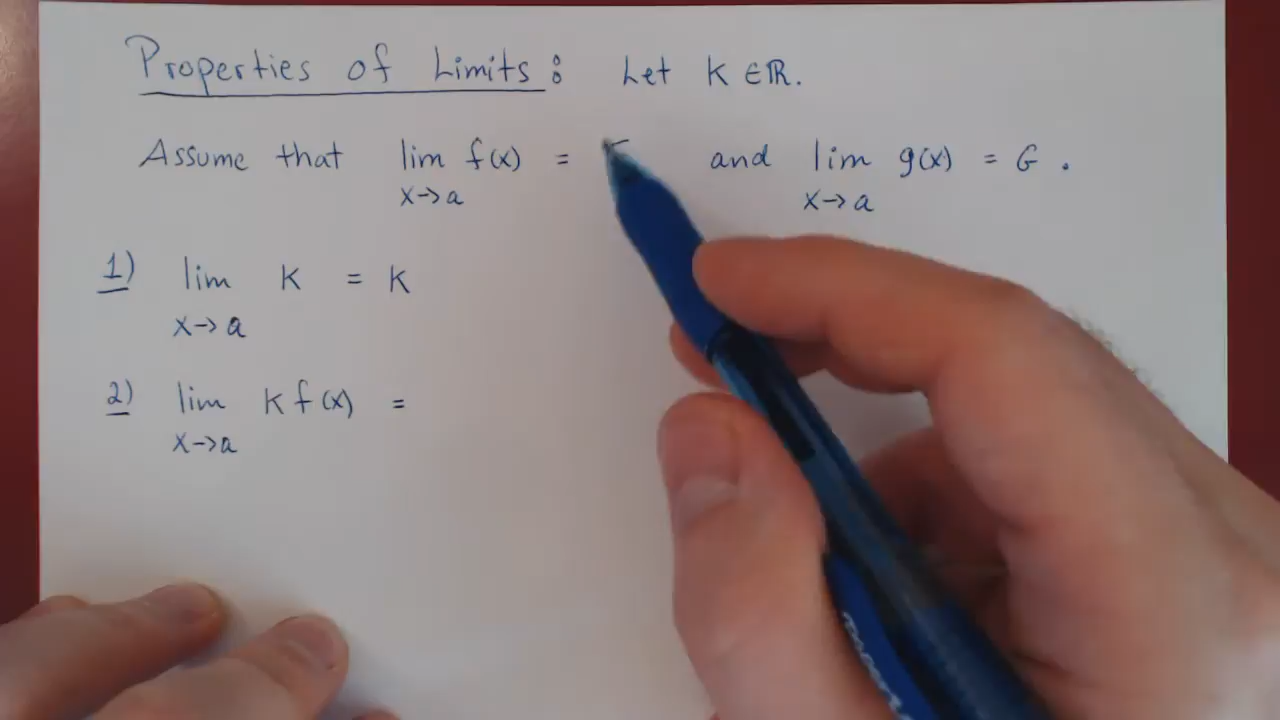 Properties of Limits: Let K ∈ ℝ.
Assume that lim f(x) = and lim g(x) = G.
x→a x→a
1) lim K = K
x→a
2) lim K f(x) =
x→a